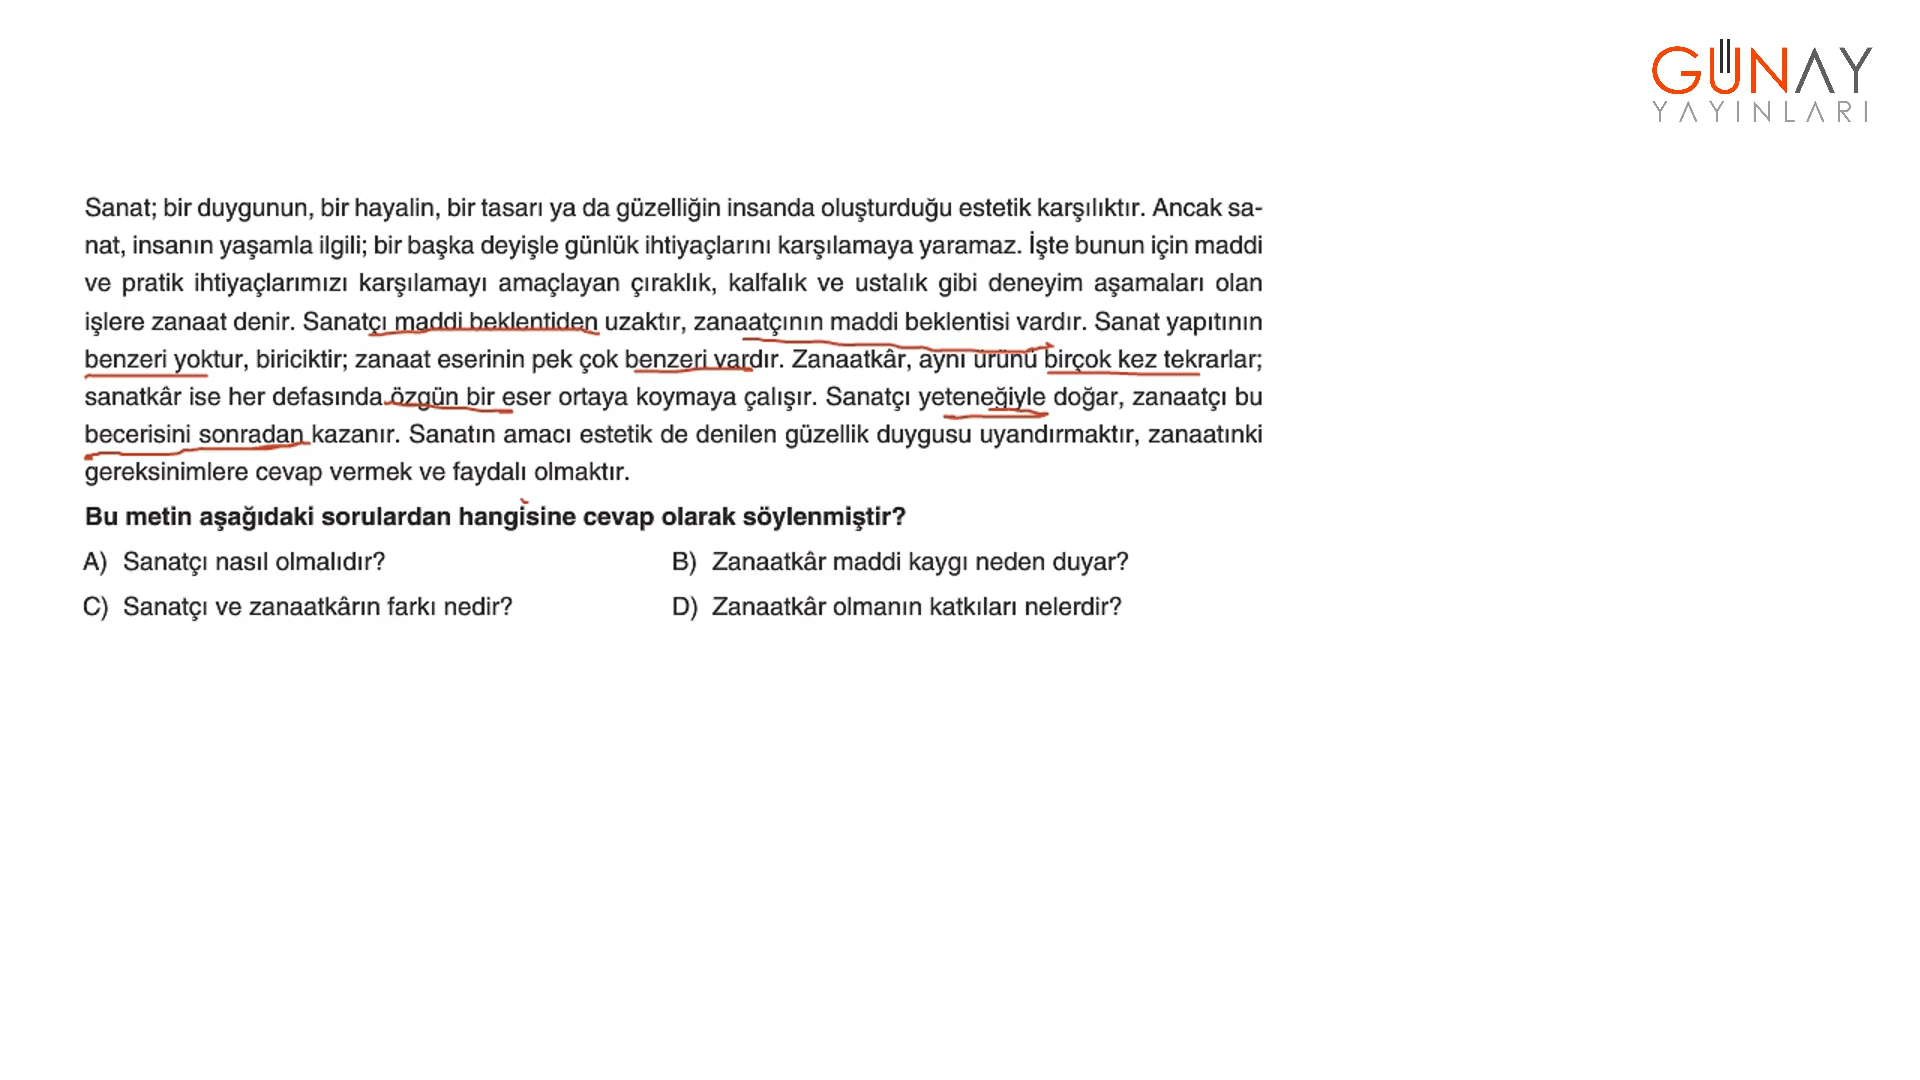 GÜNAY
YAYINLARI
Sanat; bir duygunun, bir hayalin, bir tasarı ya da güzelliğin insanda oluşturduğu estetik karşılıktır. Ancak sa-
nat, insanın yaşamla ilgili; bir başka deyişle günlük ihtiyaçlarını karşılamaya yaramaz. İşte bunun için maddi
ve pratik ihtiyaçlarımızı karşılamayı amaçlayan çıraklık, kalfalık ve ustalık gibi deneyim aşamaları olan
işlere zanaat denir. Sanatçı maddi beklentiden uzaktır, zanaatçının maddi beklentisi vardır. Sanat yapıtının
benzeri yoktur, biriciktir; zanaat eserinin pek çok benzeri vardır. Zanaatkâr, aynı ürünü birçok kez tekrarlar;
sanatkâr ise her defasında özgün bir eser ortaya koymaya çalışır. Sanatçı yeteneğiyle doğar, zanaatçı bu
becerisini sonradan kazanır. Sanatın amacı estetik de denilen güzellik duygusu uyandırmaktır, zanaatınki
gereksinimlere cevap vermek ve faydalı olmaktır.
Bu metin aşağıdaki sorulardan hangisine cevap olarak söylenmiştir?
A) Sanatçı nasıl olmalıdır? B) Zanaatkâr maddi kaygı neden duyar?
C) Sanatçı ve zanaatkârın farkı nedir? D) Zanaatkâr olmanın katkıları nelerdir?